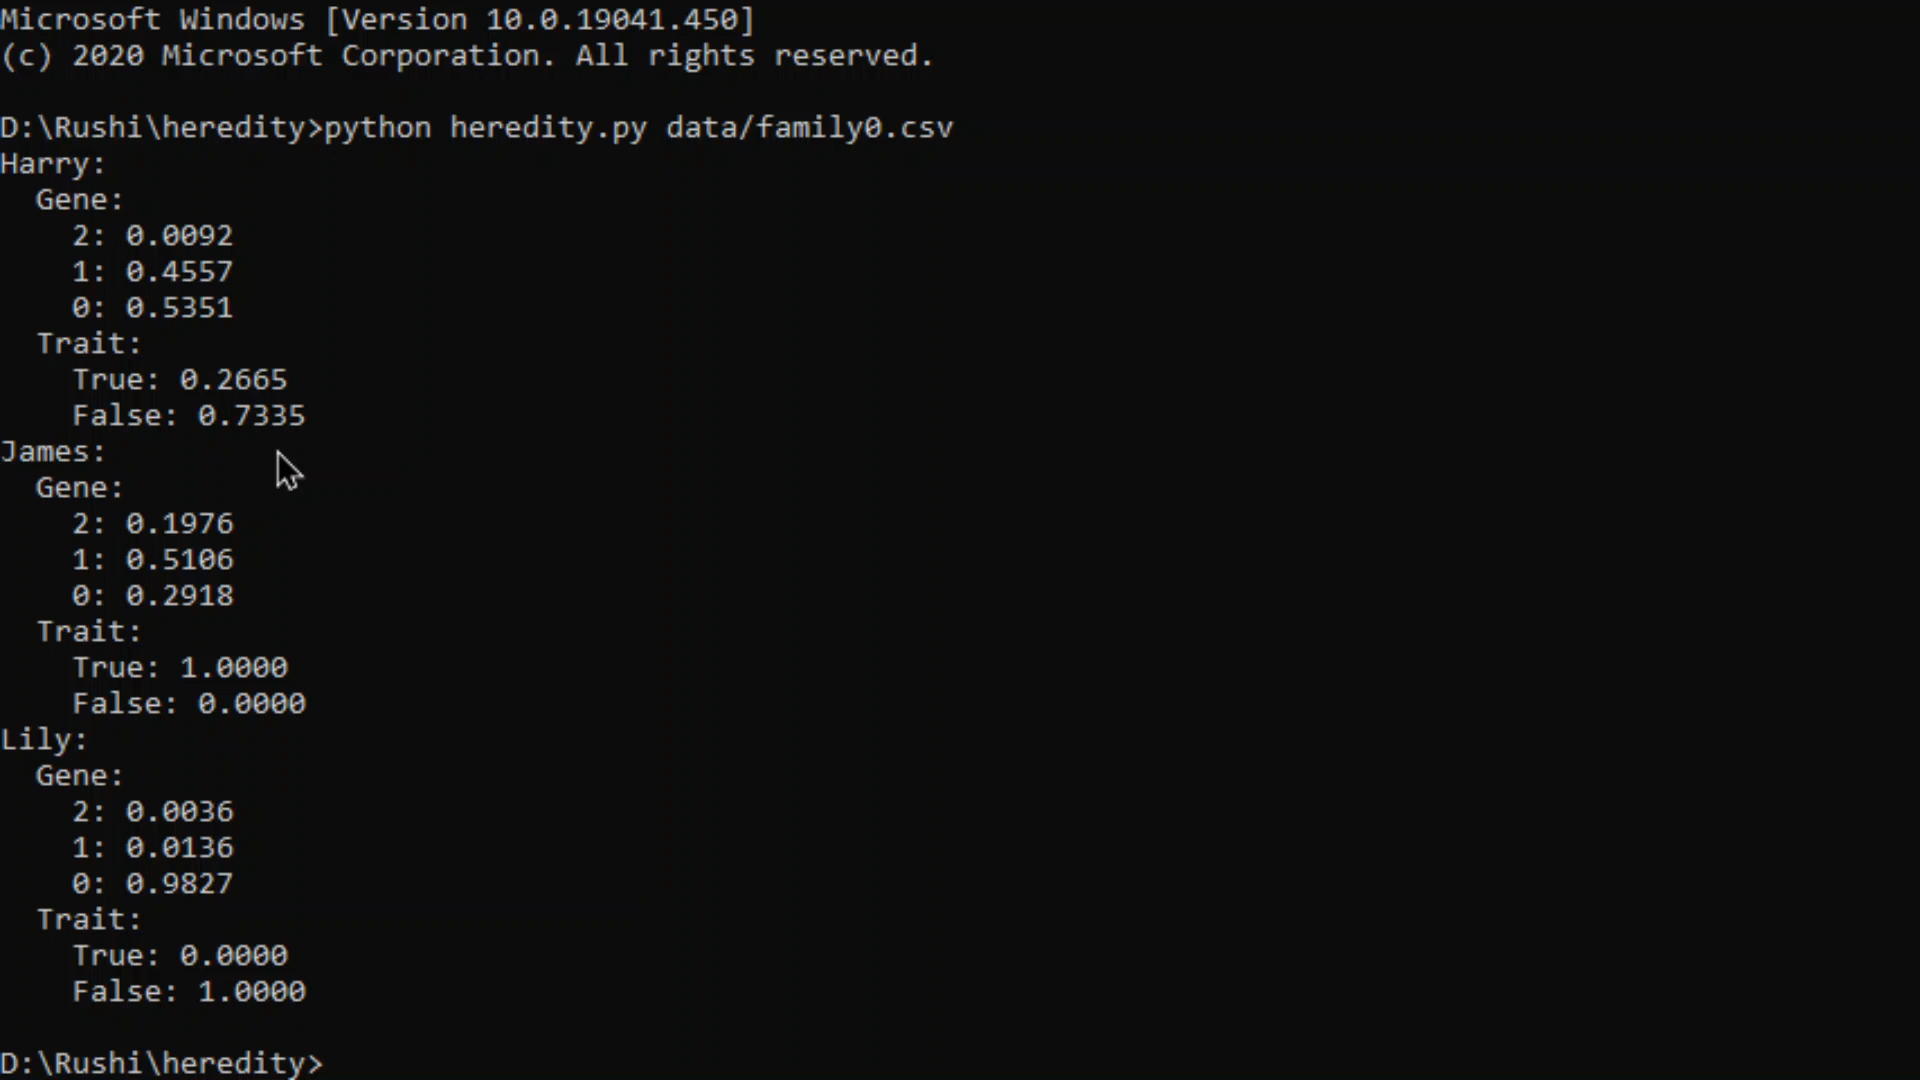 Microsoft Windows [Version 10.0.19041.450]
(c) 2020 Microsoft Corporation. All rights reserved.
D:\Rushi\heredity>python heredity.py data/family0.csv
Harry:
Gene:
2: 0.0092
1: 0.4557
0: 0.5351
Trait:
True: 0.2665
False: 0.7335
James:
Gene:
2: 0.1976
1: 0.5106
0: 0.2918
Trait:
True: 1.0000
False: 0.0000
Lily:
Gene:
2: 0.0036
1: 0.0136
0: 0.9827
Trait:
True: 0.0000
False: 1.0000
D:\Rushi\heredity>